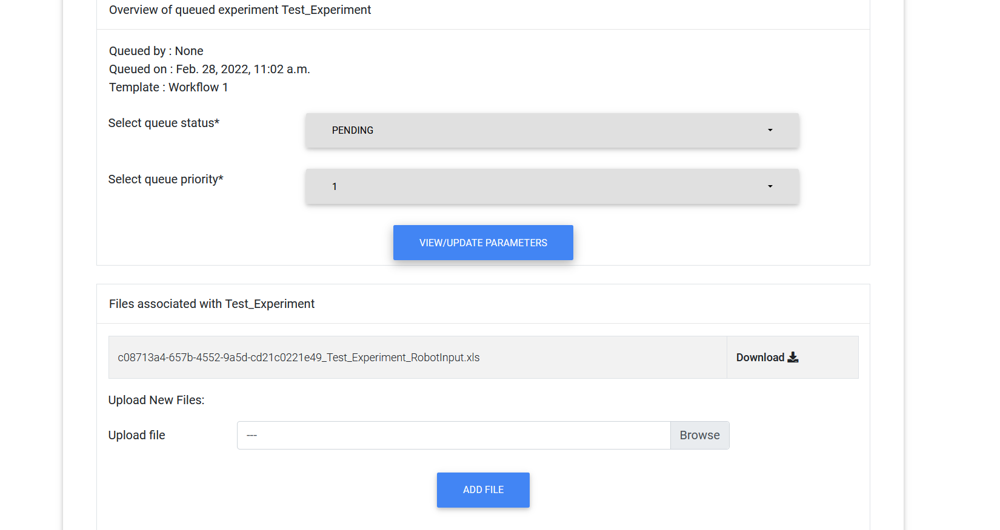 Overview of queued experiment Test_Experiment
Queued by : None
Queued on : Feb. 28, 2022, 11:02 a.m.
Template : Workflow 1
Select queue status*
PENDING
Select queue priority*
1
VIEW/UPDATE PARAMETERS
Files associated with Test_Experiment
c08713a4-657b-4552-9a5d-cd21c0221e49_Test_Experiment_RobotInput.xls
Download
Upload New Files:
Upload file
---
Browse
ADD FILE